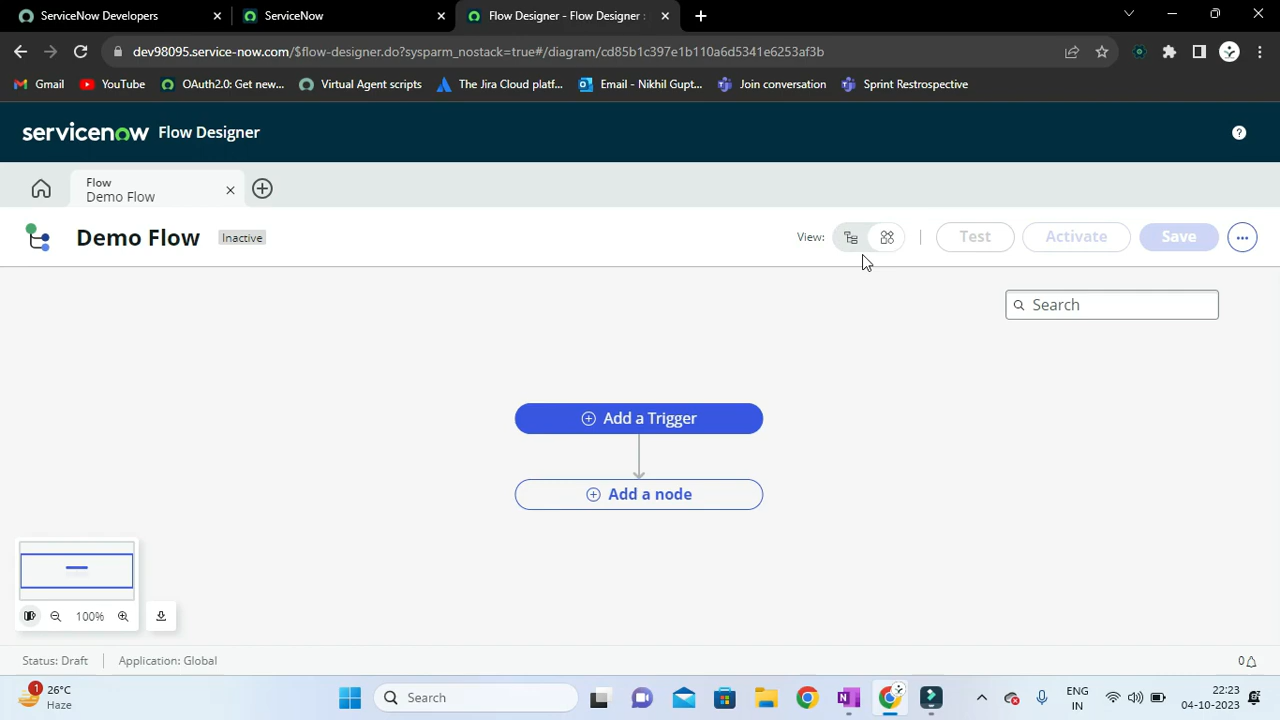 ServiceNow Developers
ServiceNow
Flow Designer - Flow Designer
dev98095.service-now.com/$flow-designer.do?sysparm_nostack=true#/diagram/cd85b1c397e1b110a6d5341e6253af3b
Gmail
YouTube
OAuth2.0: Get new...
Virtual Agent scripts
The Jira Cloud platf...
Email - Nikhil Gupt...
Join conversation
Sprint Restrospective
servicenow Flow Designer
Flow
Demo Flow
Demo Flow
Inactive
View:
Test
Activate
Save
Search
Add a Trigger
Add a node
100%
Status: Draft
Application: Global
0
1
26°C
Haze
Search
ENG
IN
22:23
04-10-2023